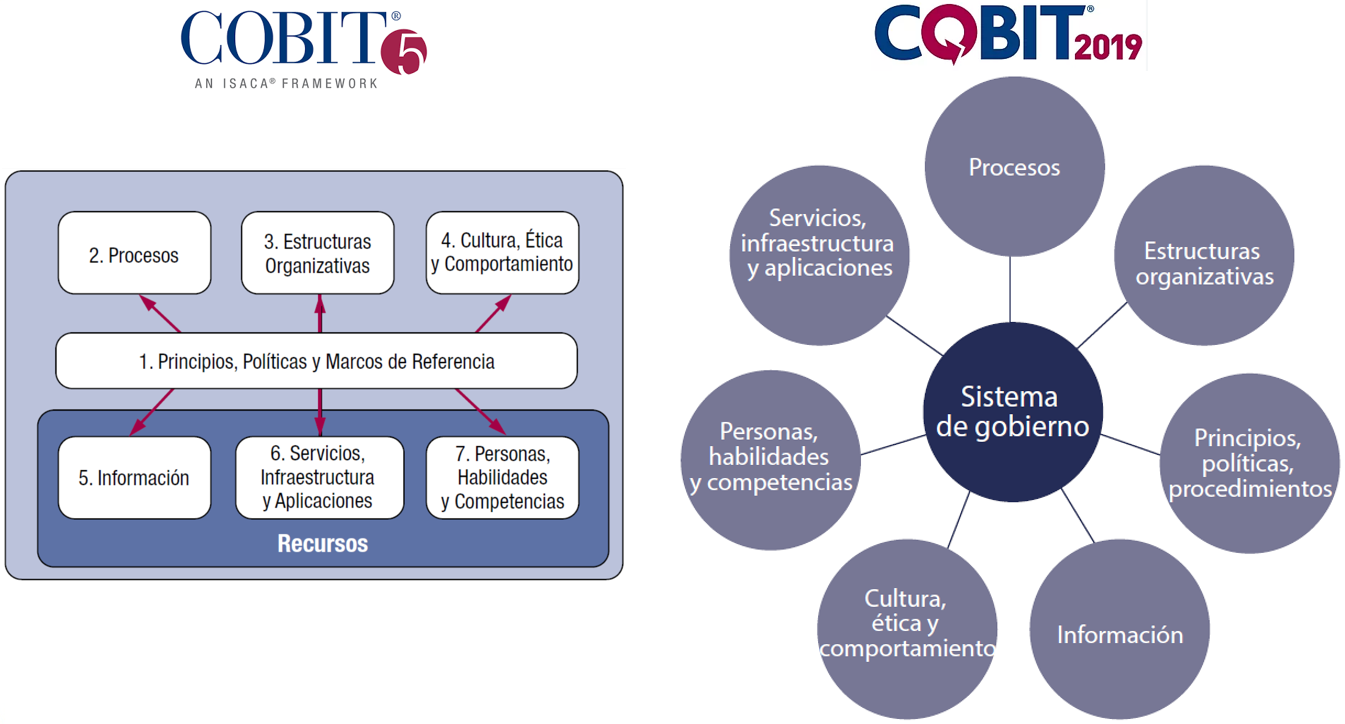 COBIT® 5
AN ISACA® FRAMEWORK
2. Procesos
3. Estructuras
Organizativas
4. Cultura, Ética
y Comportamiento
1. Principios, Políticas y Marcos de Referencia
5. Información
6. Servicios,
Infraestructura
y Aplicaciones
7. Personas,
Habilidades
y Competencias
Recursos
COBIT® 2019
Procesos
Estructuras
organizativas
Principios,
políticas,
procedimientos
Información
Cultura,
ética y
comportamiento
Personas,
habilidades
y competencias
Servicios,
infraestructura
y aplicaciones
Sistema
de gobierno